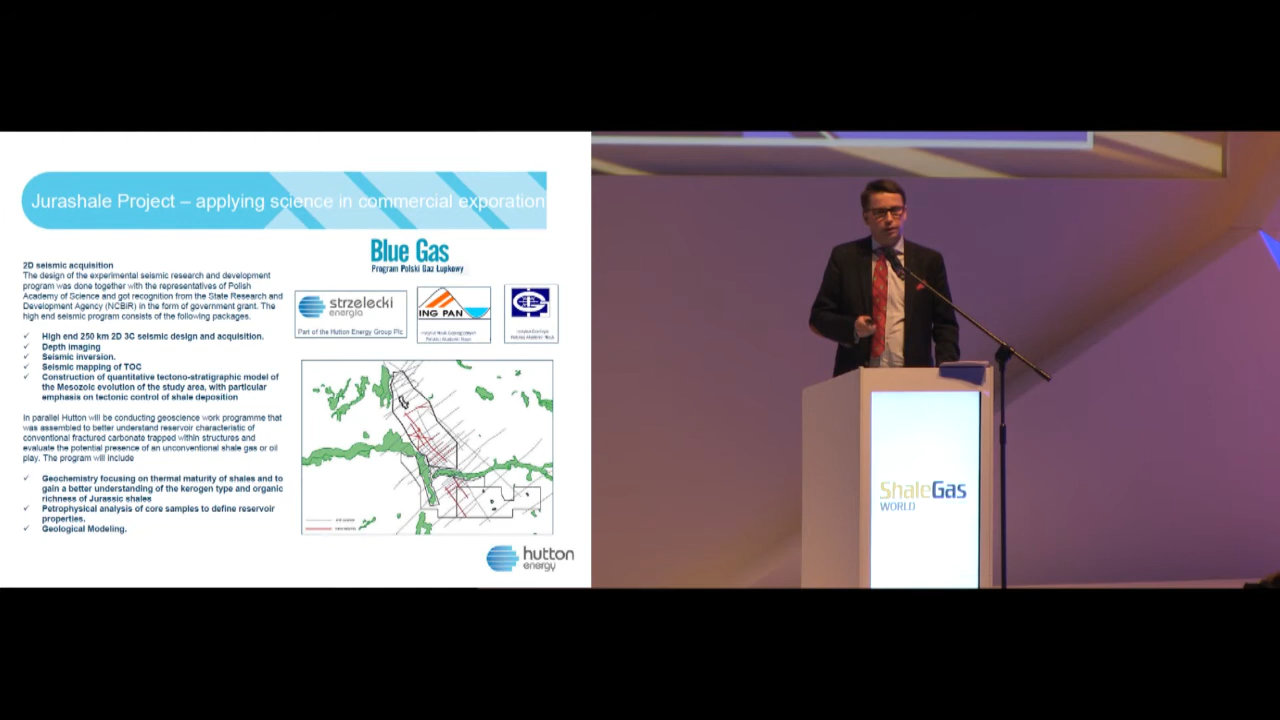 Jurashale Project – applying science in commercial exporation
Blue Gas
Program Polski Gaz Łupkowy
2D seismic acquisition
The design of the experimental seismic research and development
program was done together with the representatives of Polish
Academy of Science and got recognition from the State Research and
Development Agency (NCBiR) in the form of government grant. The
high end seismic program consists of the following packages.
✓ High end 250 km 2D 3C seismic design and acquisition.
✓ Depth imaging
✓ Seismic inversion.
✓ Seismic mapping of TOC
✓ Construction of quantitative tectono-stratigraphic model of
the Mesozoic evolution of the study area, with particular
emphasis on tectonic control of shale deposition
In parallel Hutton will be conducting geoscience work programme that
was assembled to better understand reservoir characteristic of
conventional fractured carbonate trapped within structures and
evaluate the potential presence of an unconventional shale gas or oil
play. The program will include
✓ Geochemistry focusing on thermal maturity of shales and to
gain a better understanding of the kerogen type and organic
richness of Jurassic shales
✓ Petrophysical analysis of core samples to define reservoir
properties.
✓ Geological Modeling.
strzelecki
energia
Part of the Hutton Energy Group Plc
ING PAN
hutton
energy
ShaleGas
WORLD